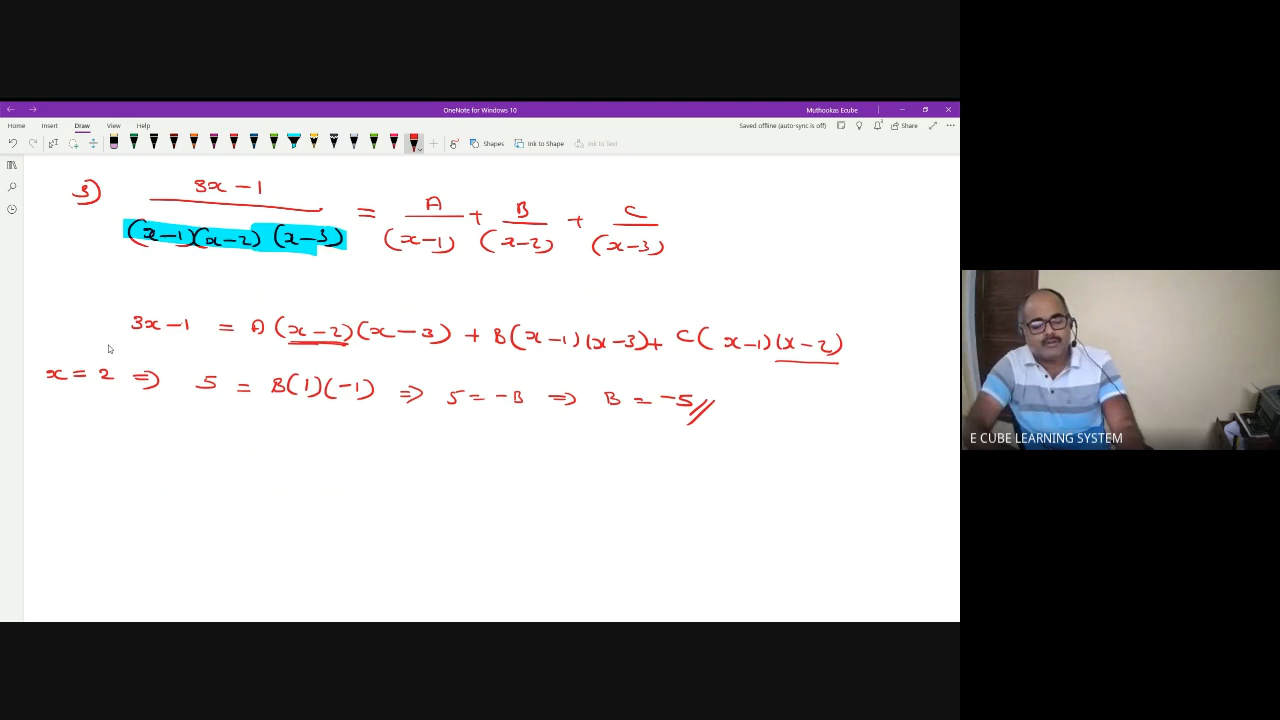 OneNote for Windows 10
Muthookas Ecube
Home Insert Draw View Help
Saved offline (auto-sync is off)
Share
Shapes
Ink to Shape
Ink to Text
3) 3x-1 / (x-1)(x-2)(x-3) = A/(x-1) + B/(x-2) + C/(x-3)
3x-1 = A(x-2)(x-3) + B(x-1)(x-3) + C(x-1)(x-2)
x=2 ⇒ 5 = B(1)(-1) ⇒ 5=-B ⇒ B = -5//
E CUBE LEARNING SYSTEM